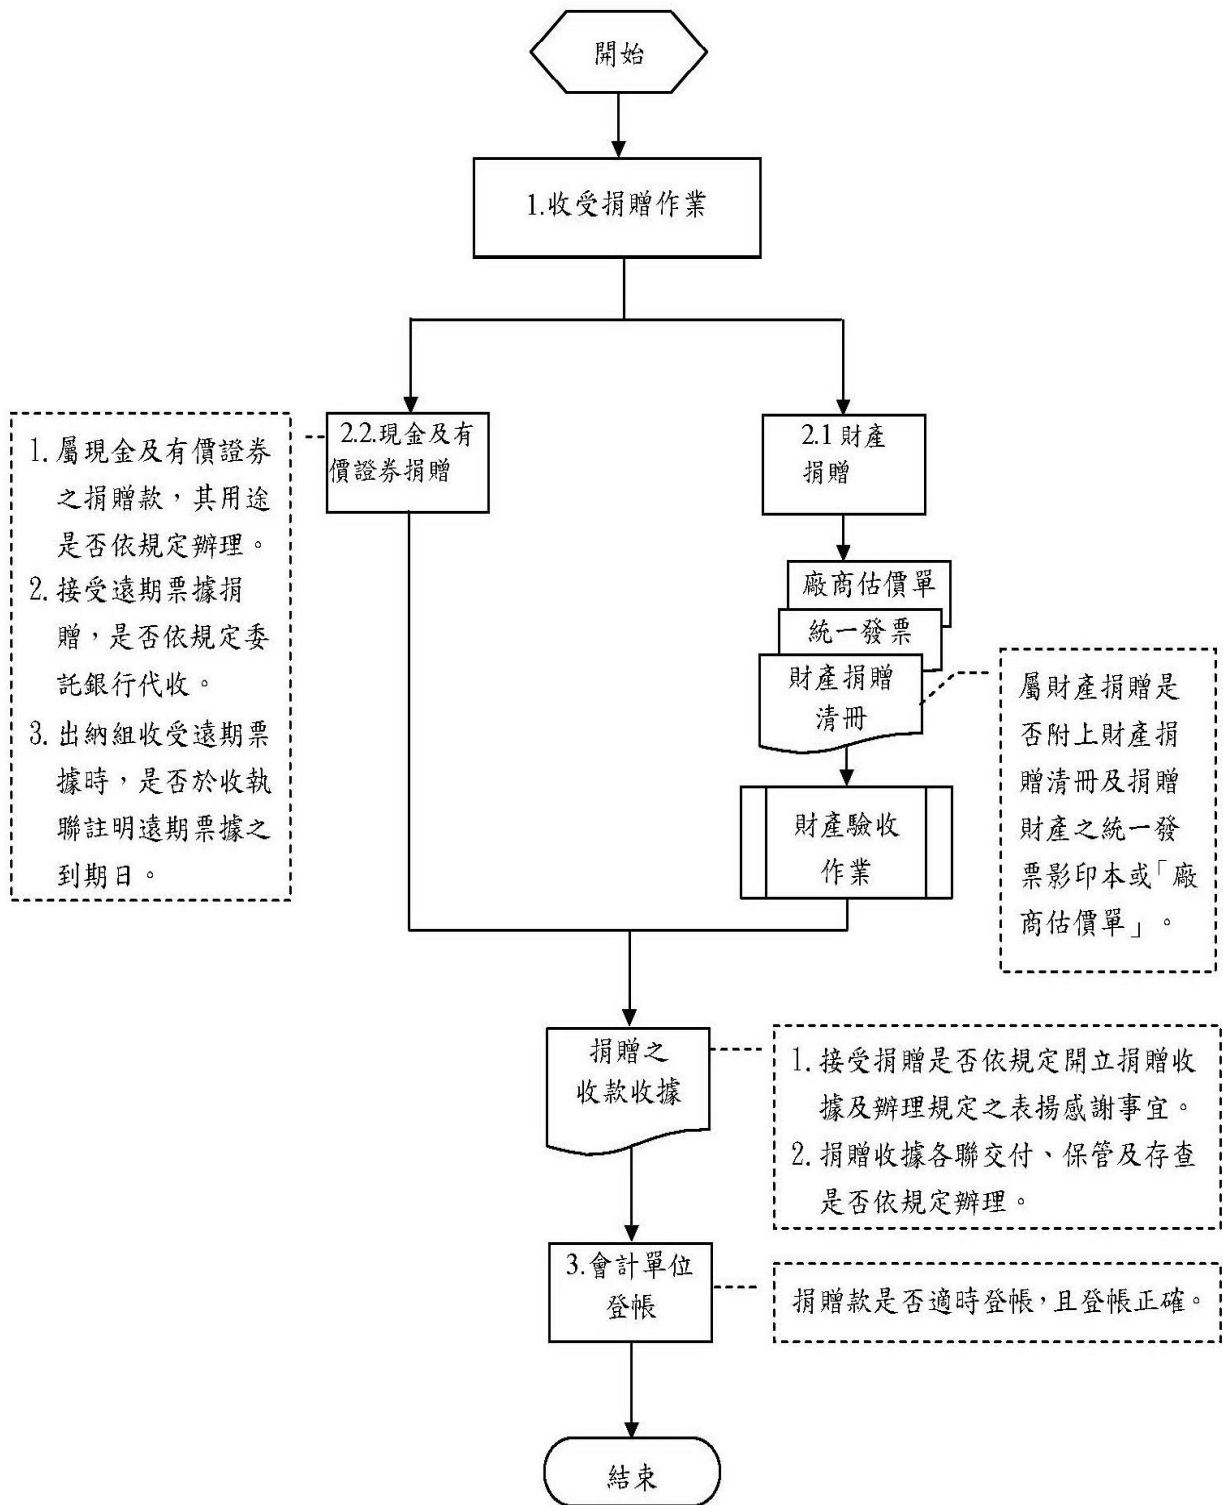 開始
1.收受捐贈作業
2.2.現金及有
價證券捐贈
1. 屬現金及有價證券
之捐贈款，其用途
是否依規定辦理。
2. 接受遠期票據捐
贈，是否依規定委
託銀行代收。
3. 出納組收受遠期票
據時，是否於收執
聯註明遠期票據之
到期日。
2.1 財產
捐贈
廠商估價單
統一發票
財產捐贈
清冊
屬財產捐贈是
否附上財產捐
贈清冊及捐贈
財產之統一發
票影印本或「廠
商估價單」。
財產驗收
作業
捐贈之
收款收據
1. 接受捐贈是否依規定開立捐贈收
據及辦理規定之表揚感謝事宜。
2. 捐贈收據各聯交付、保管及存查
是否依規定辦理。
3.會計單位
登帳
捐贈款是否適時登帳，且登帳正確。
結束